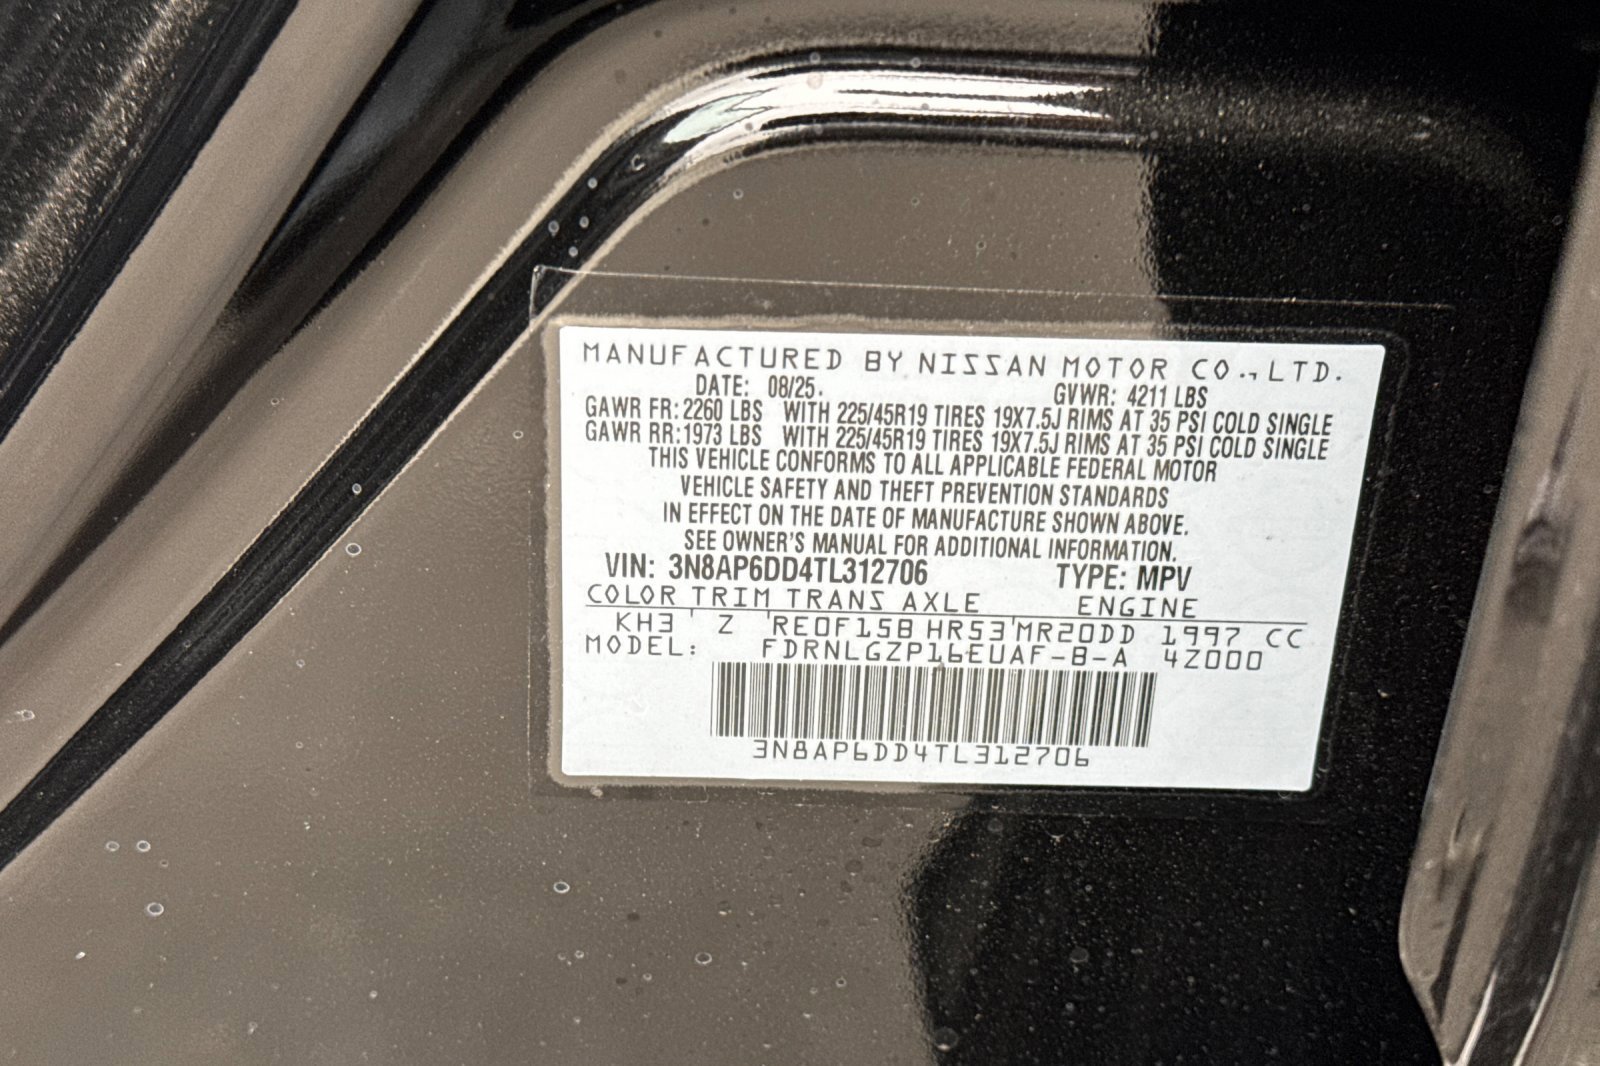 MANUFACTURED BY NISSAN MOTOR CO., LTD.
DATE: 08/25. GVWR: 4211 LBS
GAWR FR: 2260 LBS WITH 225/45R19 TIRES 19X7.5J RIMS AT 35 PSI COLD SINGLE
GAWR RR: 1973 LBS WITH 225/45R19 TIRES 19X7.5J RIMS AT 35 PSI COLD SINGLE
THIS VEHICLE CONFORMS TO ALL APPLICABLE FEDERAL MOTOR
VEHICLE SAFETY AND THEFT PREVENTION STANDARDS
IN EFFECT ON THE DATE OF MANUFACTURE SHOWN ABOVE.
SEE OWNER'S MANUAL FOR ADDITIONAL INFORMATION.
VIN: 3N8AP6DD4TL312706 TYPE: MPV
COLOR TRIM TRANS AXLE ENGINE
KH3 Z RE0F15B HR53 MR20DD 1997 CC
MODEL: FDRNLGZP16EUAF-B-A 4Z000
3N8AP6DD4TL312706